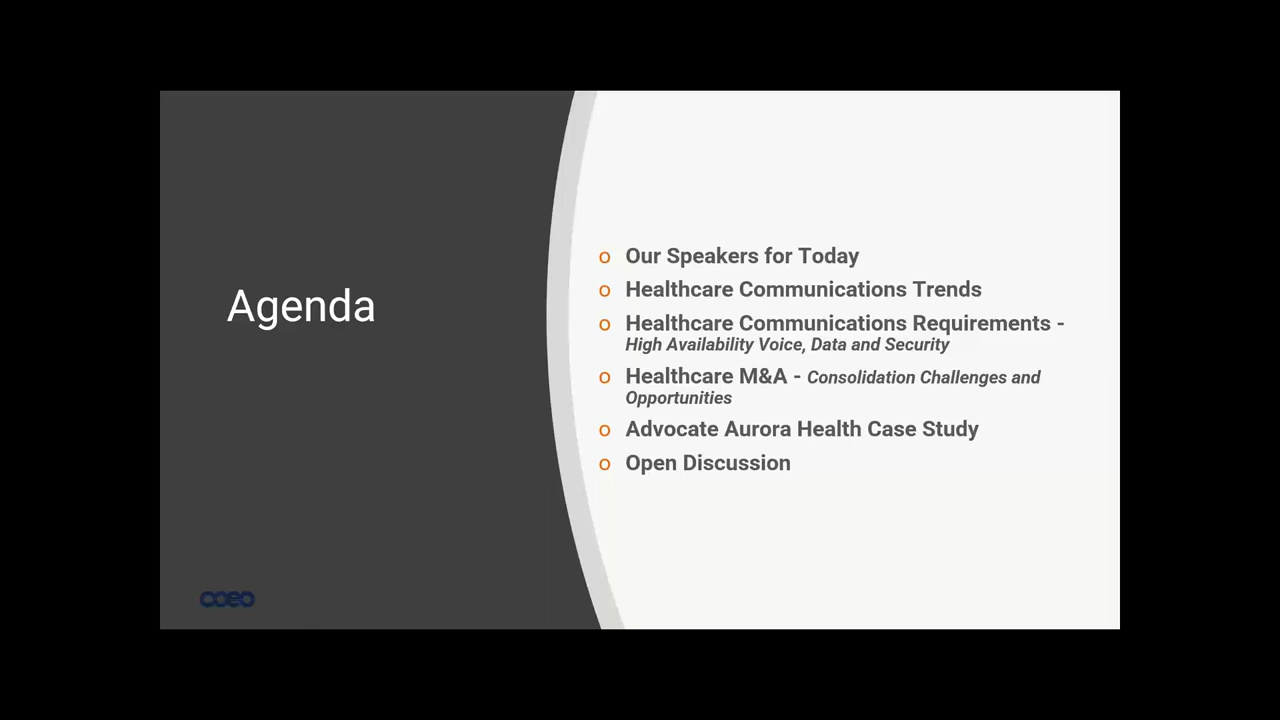 Agenda
o Our Speakers for Today
o Healthcare Communications Trends
o Healthcare Communications Requirements -
High Availability Voice, Data and Security
o Healthcare M&A - Consolidation Challenges and
Opportunities
o Advocate Aurora Health Case Study
o Open Discussion
coeo